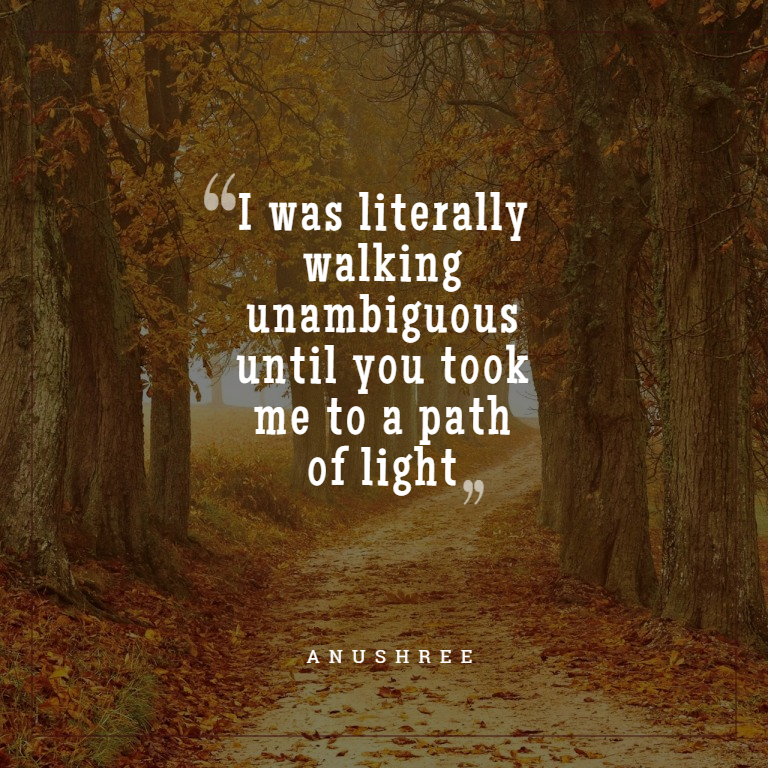 “I was literally
walking
unambiguous
until you took
me to a path
of light”
ANUSHREE